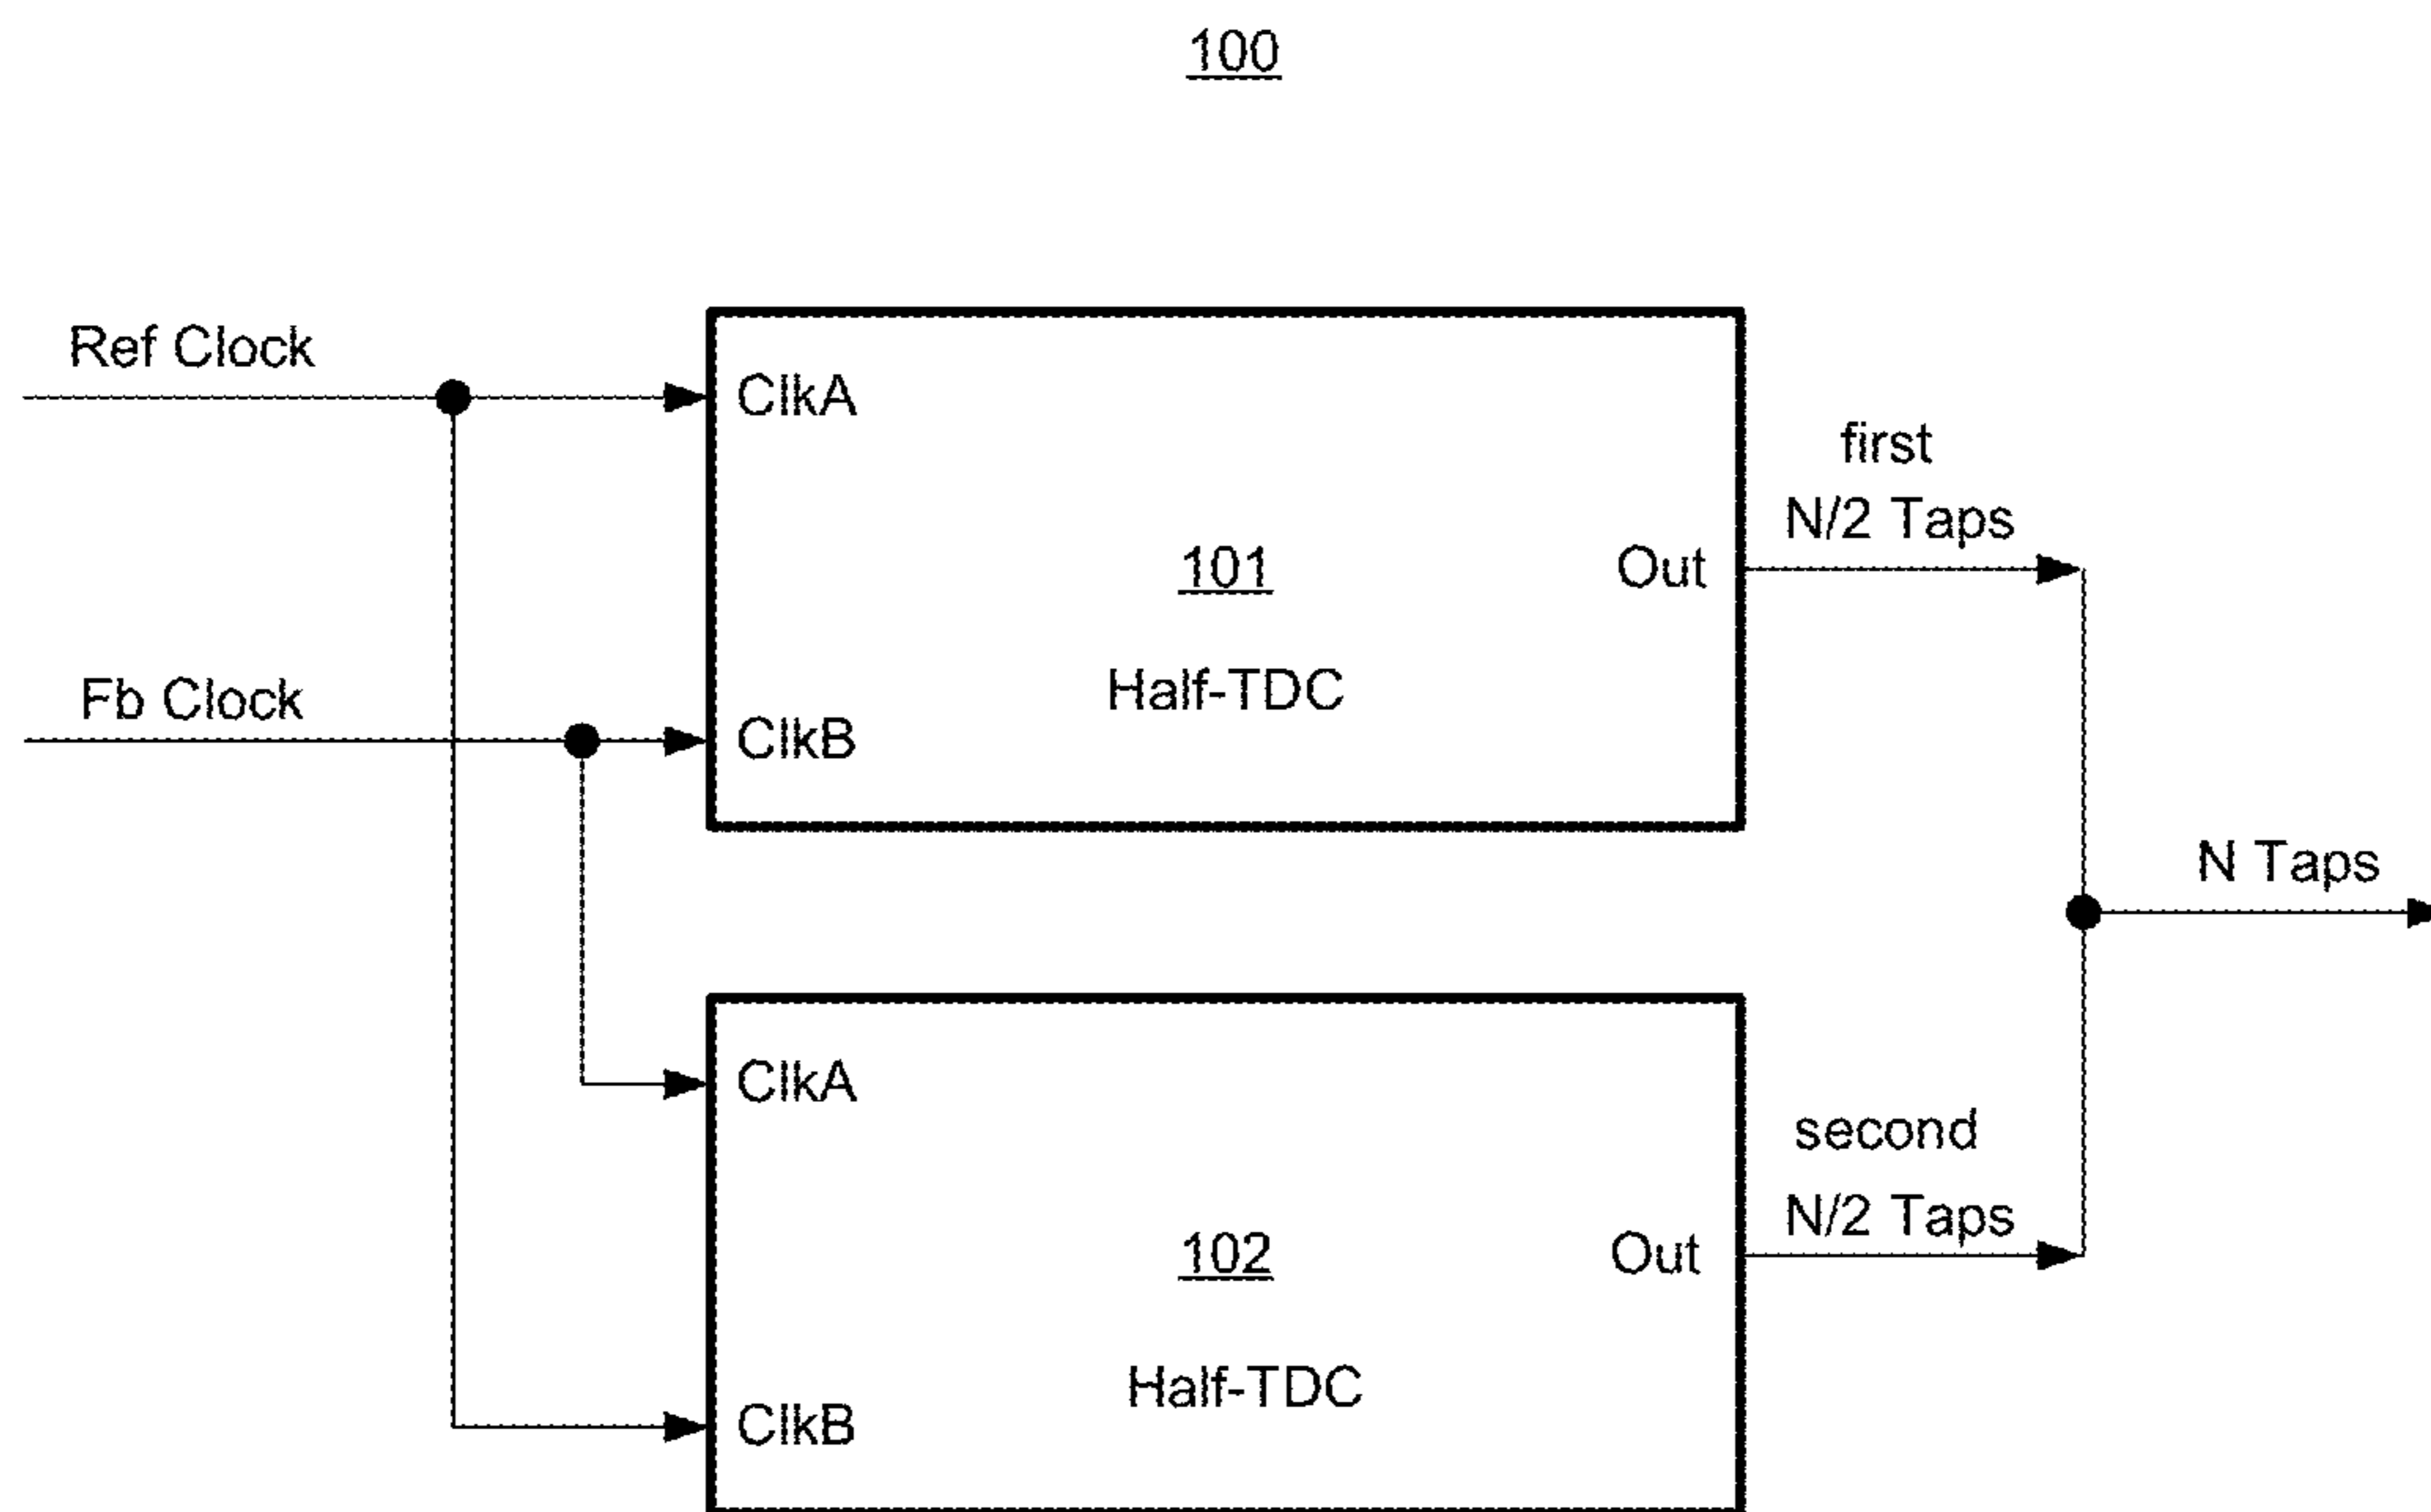 100
Ref Clock
ClkA
first
N/2 Taps
101
Out
Half-TDC
Fb Clock
ClkB
N Taps
ClkA
second
N/2 Taps
102
Out
Half-TDC
ClkB